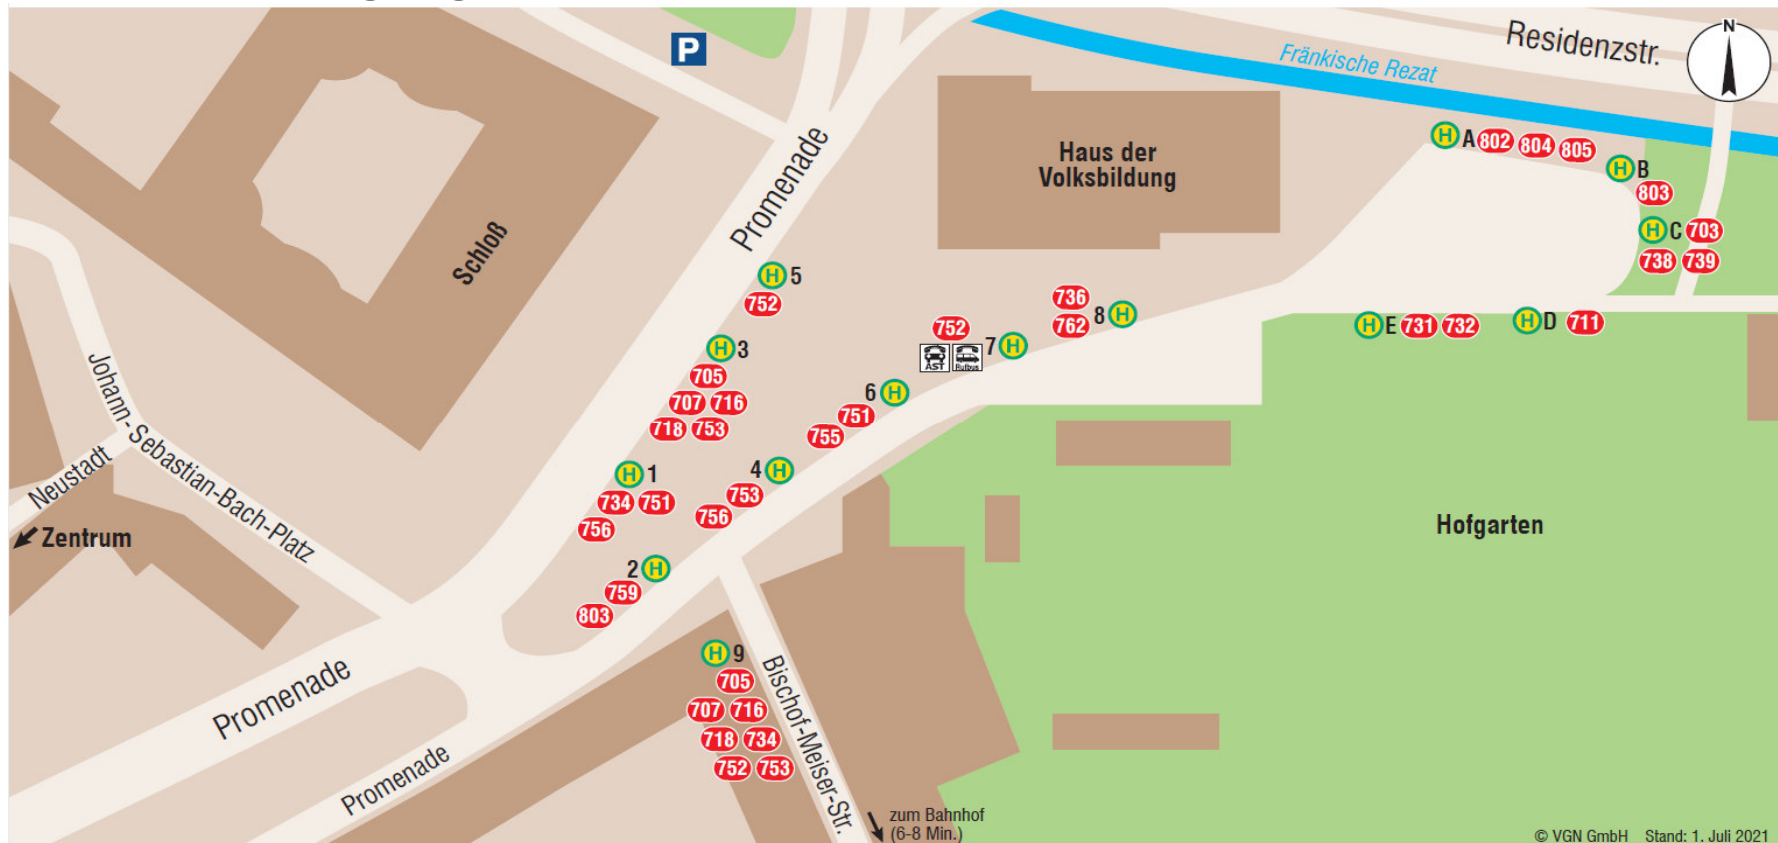 Residenzstr.
N
Fränkische Rezat
P
Haus der
Volksbildung
Promenade
Schloß
H A 802 804 805
H B
803
H C 703
738 739
H D 711
H E 731 732
H 5
752
H 3
705
707 716
718 753
H 1
734 751
756
736
762
8 H
752
7 H
AST
Rufbus
6 H
751
755
4 H
753
756
2 H
759
803
H 9
705
707 716
718 734
752 753
Johann-Sebastian-Bach-Platz
Neustadt
Zentrum
Hofgarten
Promenade
Promenade
Bischof-Meiser-Str.
zum Bahnhof
(6-8 Min.)
© VGN GmbH Stand: 1. Juli 2021